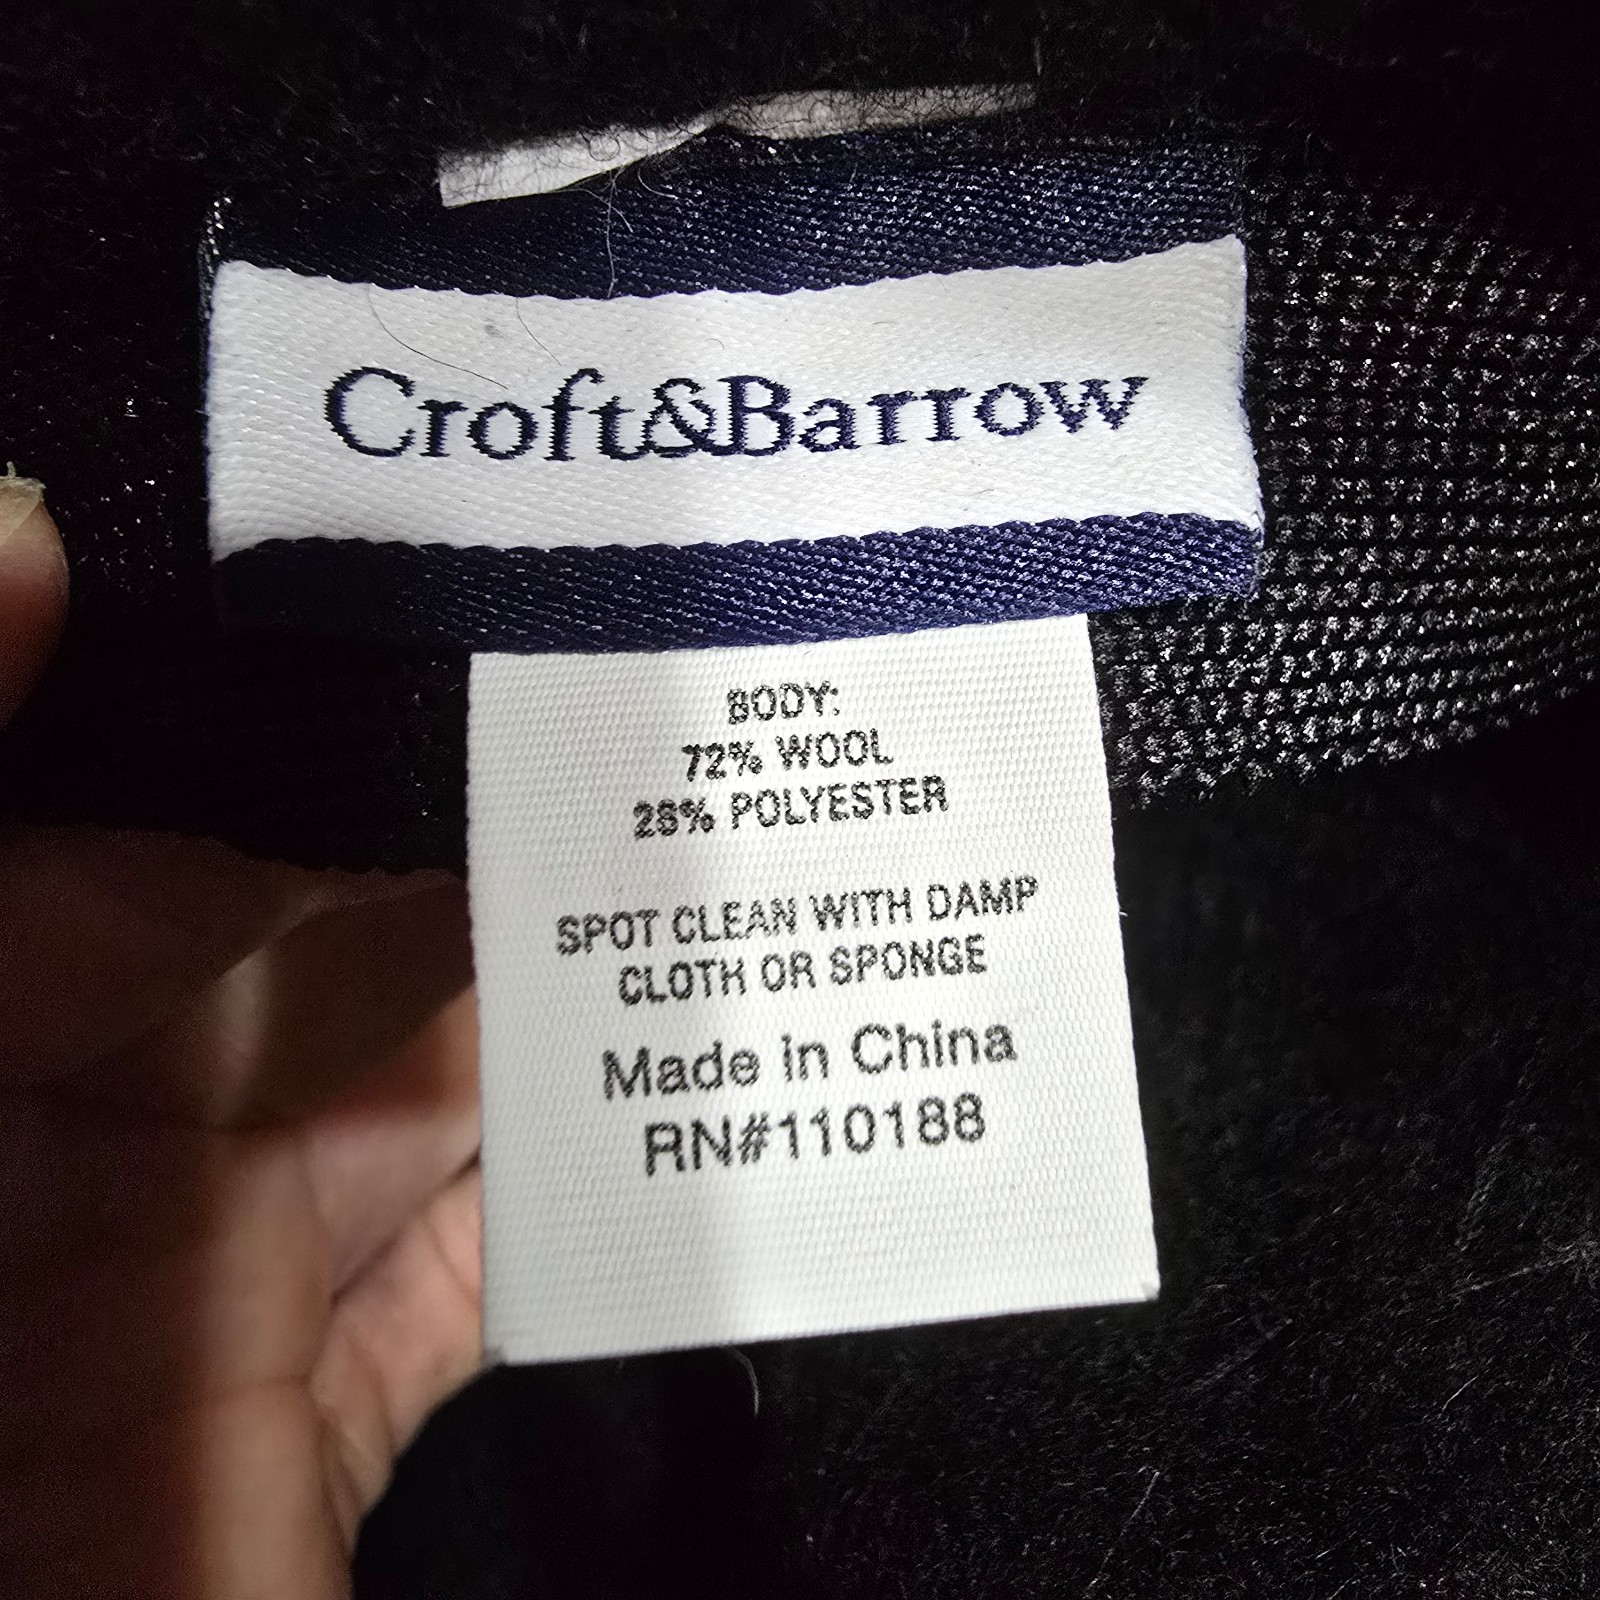 Croft&Barrow
BODY:
72% WOOL
28% POLYESTER
SPOT CLEAN WITH DAMP
CLOTH OR SPONGE
Made in China
RN#110188